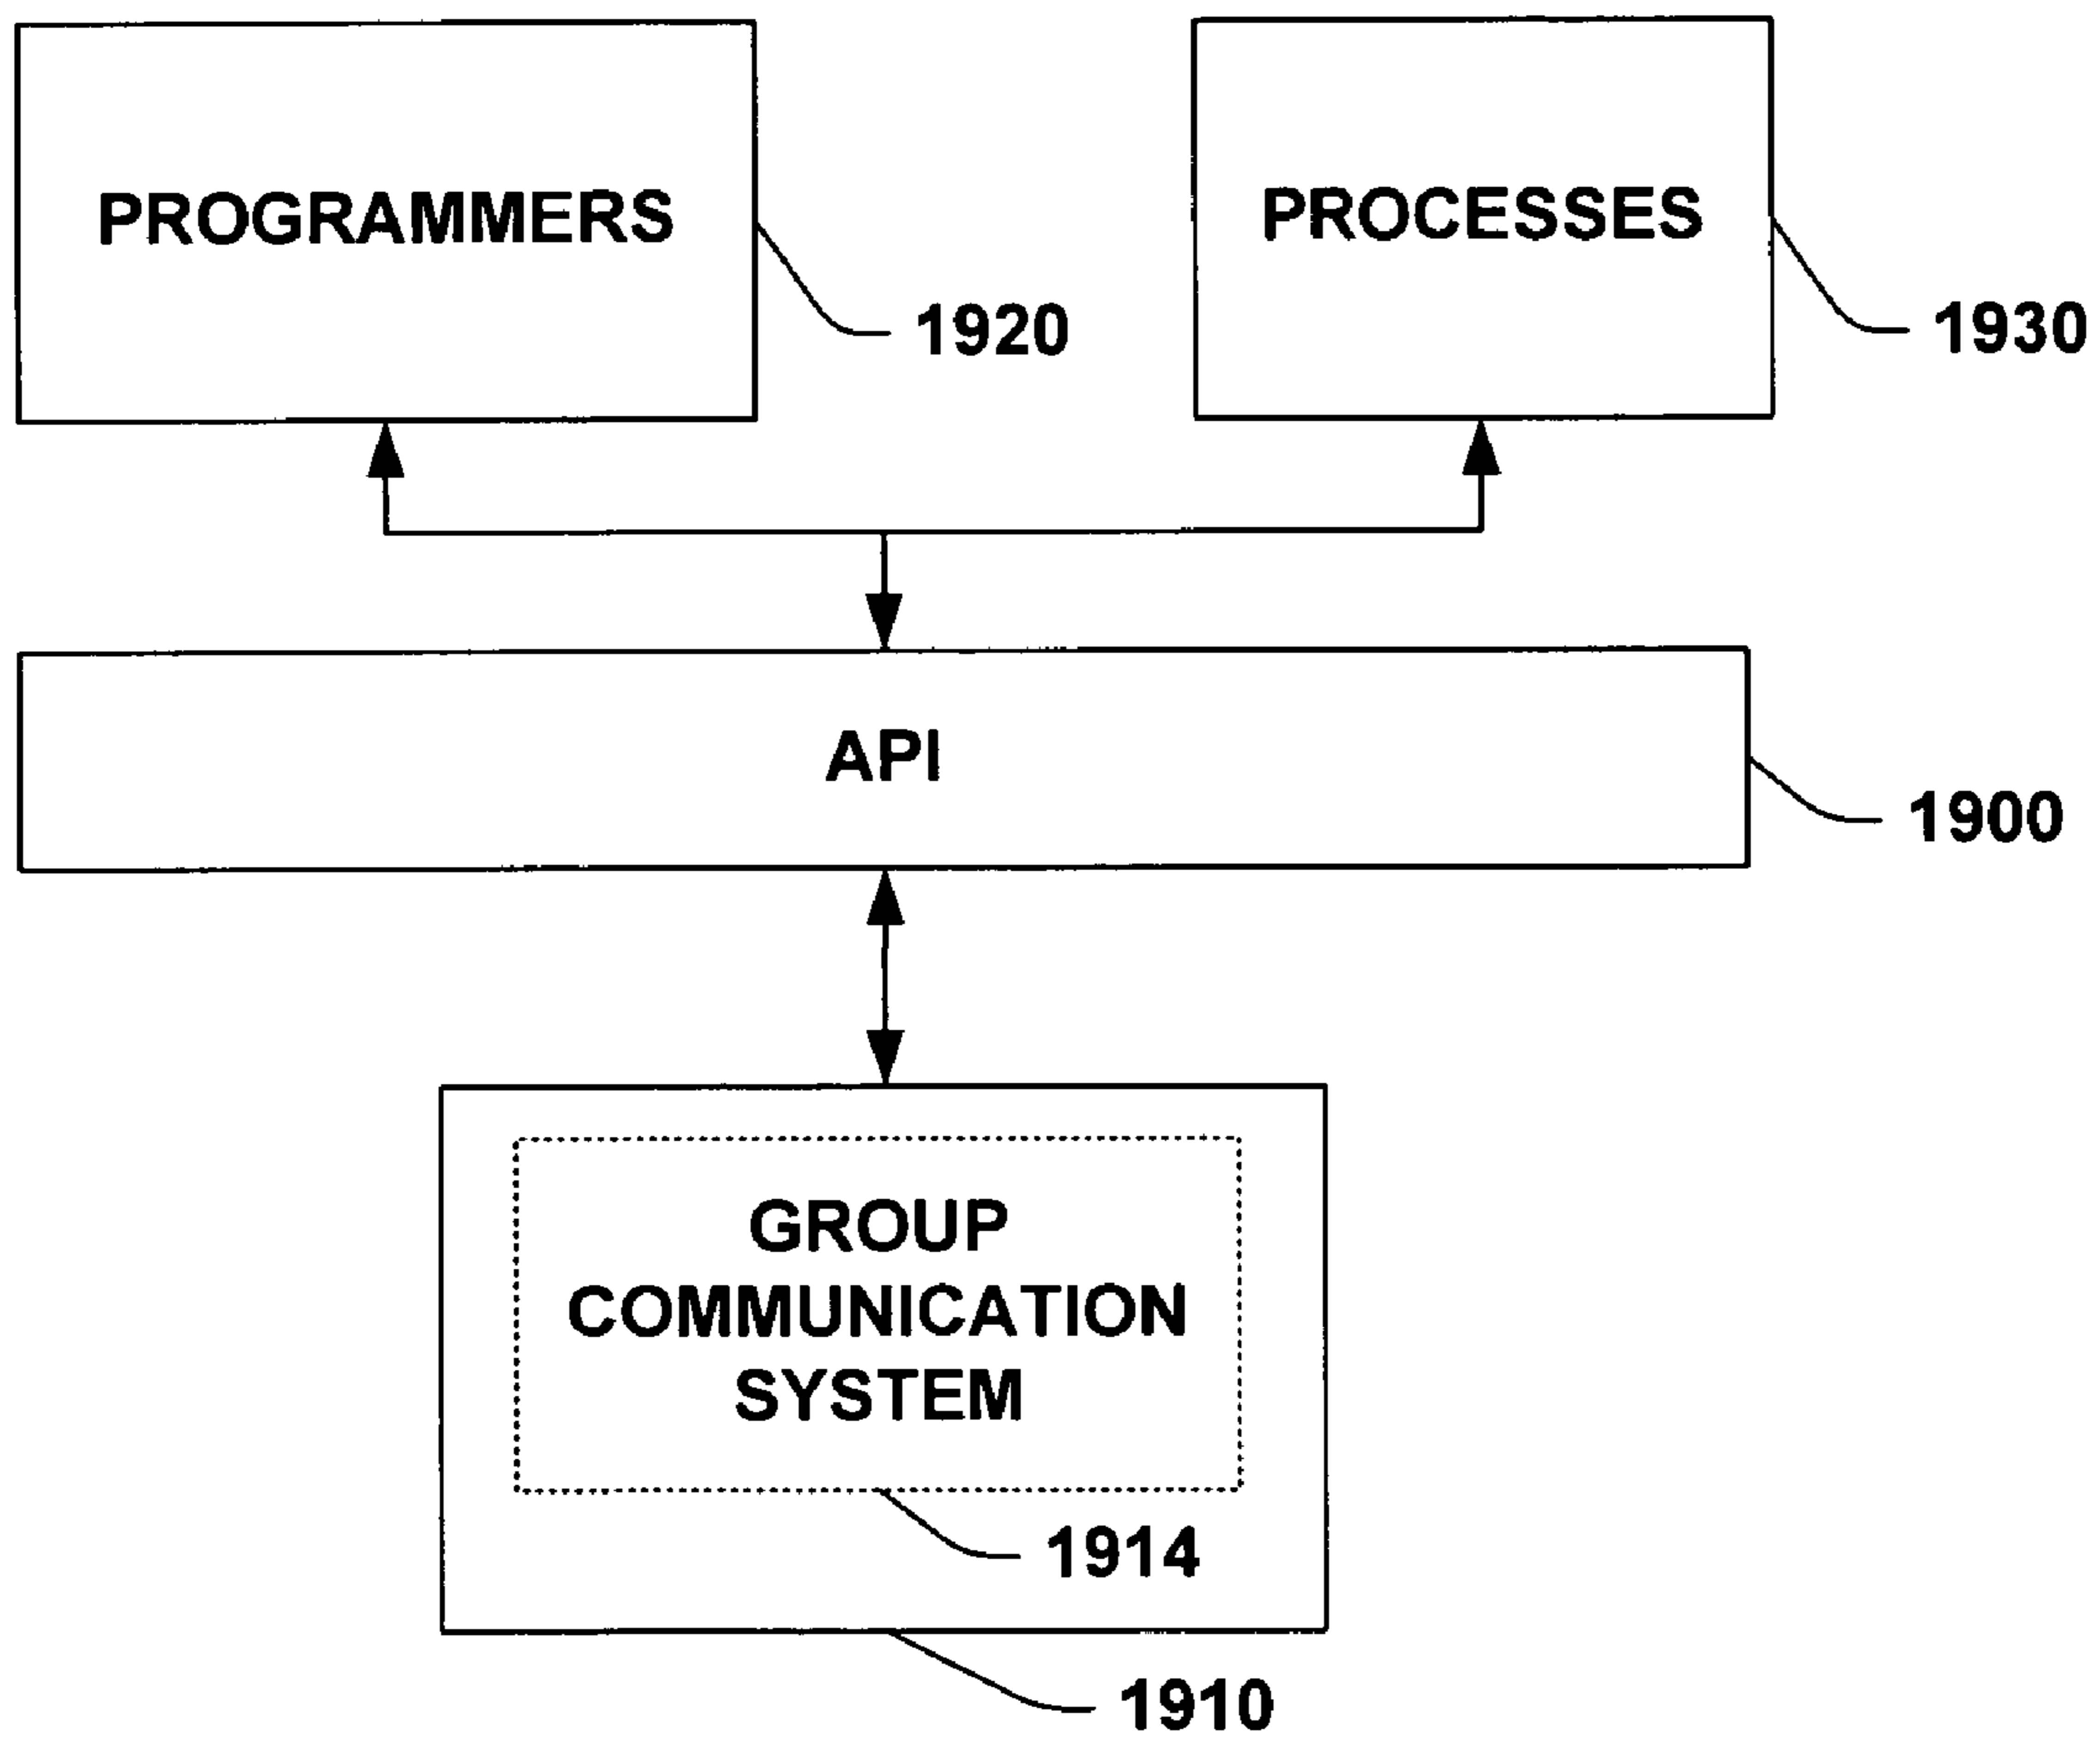 PROGRAMMERS
PROCESSES
1920
1930
API
1900
GROUP
COMMUNICATION
SYSTEM
1914
1910